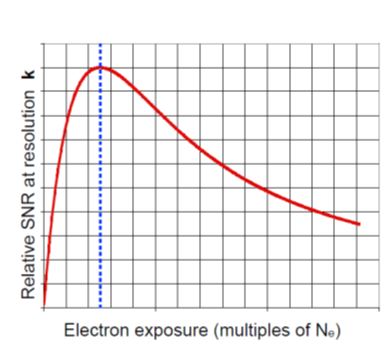 Relative SNR at resolution k
Electron exposure (multiples of Nₑ)